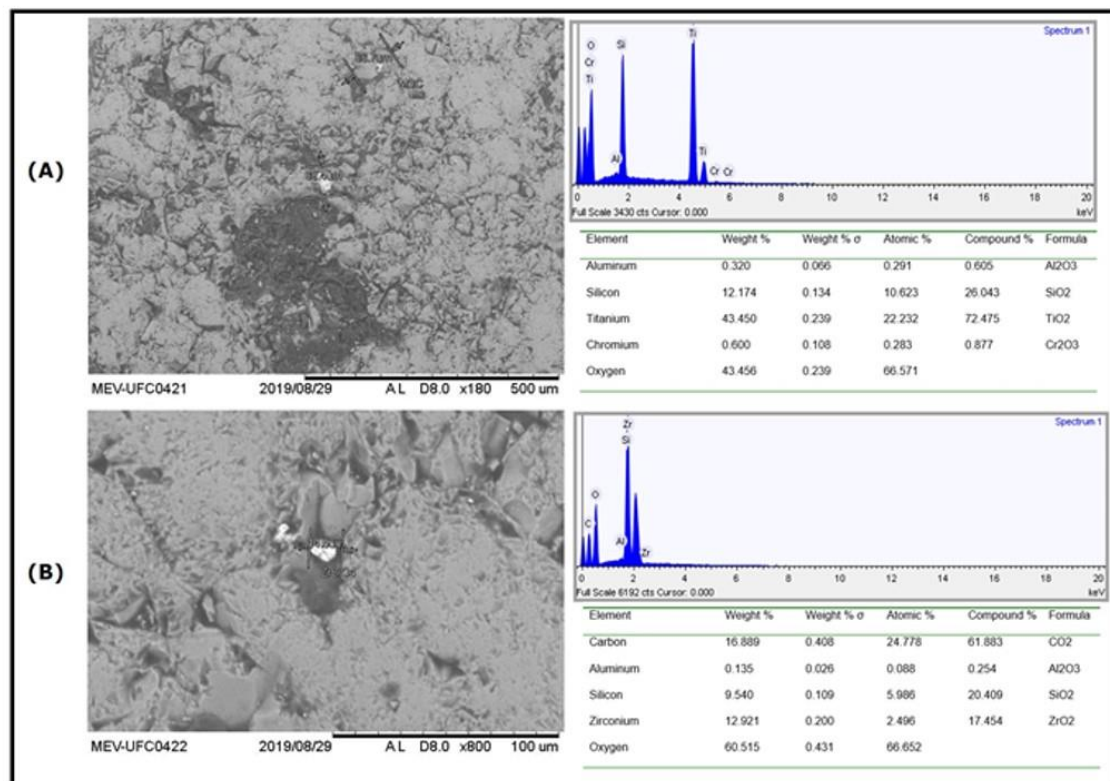 (A)
MEV-UFC0421 2019/08/29 A L D8.0 x180 500 um
Spectrum 1
O
Cr
Ti
Al
Si
Ti
Ti
Cr Cr
0 2 4 6 8 10 12 14 16 18 20
Full Scale 3430 cts Cursor: 0.000 keV
Element Weight % Weight % σ Atomic % Compound % Formula
Aluminum 0.320 0.066 0.291 0.605 Al2O3
Silicon 12.174 0.134 10.623 26.043 SiO2
Titanium 43.450 0.239 22.232 72.475 TiO2
Chromium 0.600 0.108 0.283 0.877 Cr2O3
Oxygen 43.456 0.239 66.571
(B)
MEV-UFC0422 2019/08/29 A L D8.0 x800 100 um
Spectrum 1
C
O
Al
Zr
Si
Zr
0 2 4 6 8 10 12 14 16 18 20
Full Scale 6192 cts Cursor: 0.000 keV
Element Weight % Weight % σ Atomic % Compound % Formula
Carbon 16.889 0.408 24.778 61.883 CO2
Aluminum 0.135 0.026 0.088 0.254 Al2O3
Silicon 9.540 0.109 5.986 20.409 SiO2
Zirconium 12.921 0.200 2.496 17.454 ZrO2
Oxygen 60.515 0.431 66.652